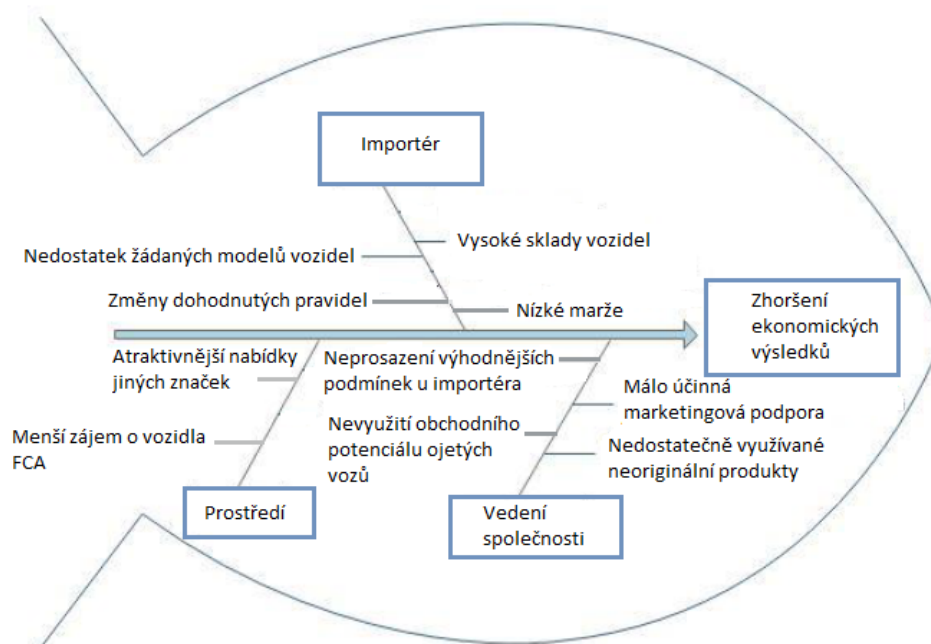 Importér
Vysoké sklady vozidel
Nedostatek žádaných modelů vozidel
Změny dohodnutých pravidel
Nízké marže
Zhoršení
ekonomických
výsledků
Atraktivnější nabídky
jiných značek
Neprosazení výhodnějších
podmínek u importéra
Málo účinná
marketingová podpora
Menší zájem o vozidla
FCA
Nevyužití obchodního
potenciálu ojetých
vozů
Nedostatečně využívané
neoriginální produkty
Prostředí
Vedení
společnosti